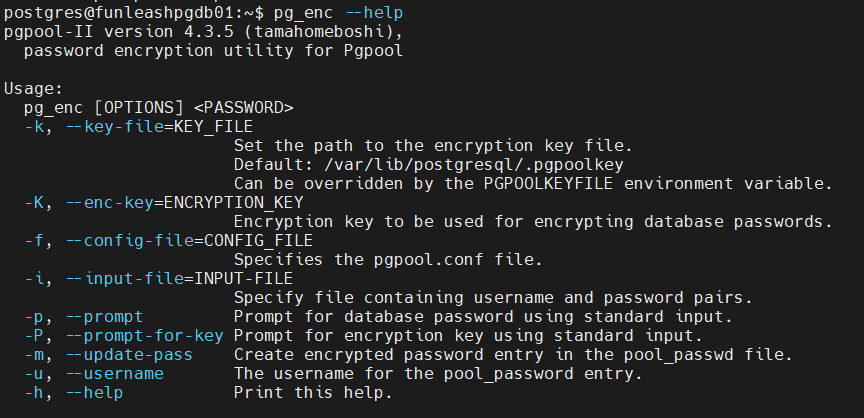 postgres@funleashpgdb01:~$ pg_enc --help
pgpool-II version 4.3.5 (tamahomeboshi),
  password encryption utility for Pgpool

Usage:
  pg_enc [OPTIONS] <PASSWORD>
  -k, --key-file=KEY_FILE
                       Set the path to the encryption key file.
                       Default: /var/lib/postgresql/.pgpoolkey
                       Can be overridden by the PGPOOLKEYFILE environment variable.
  -K, --enc-key=ENCRYPTION_KEY
                       Encryption key to be used for encrypting database passwords.
  -f, --config-file=CONFIG_FILE
                       Specifies the pgpool.conf file.
  -i, --input-file=INPUT-FILE
                       Specify file containing username and password pairs.
  -p, --prompt         Prompt for database password using standard input.
  -P, --prompt-for-key Prompt for encryption key using standard input.
  -m, --update-pass    Create encrypted password entry in the pool_passwd file.
  -u, --username       The username for the pool_password entry.
  -h, --help           Print this help.